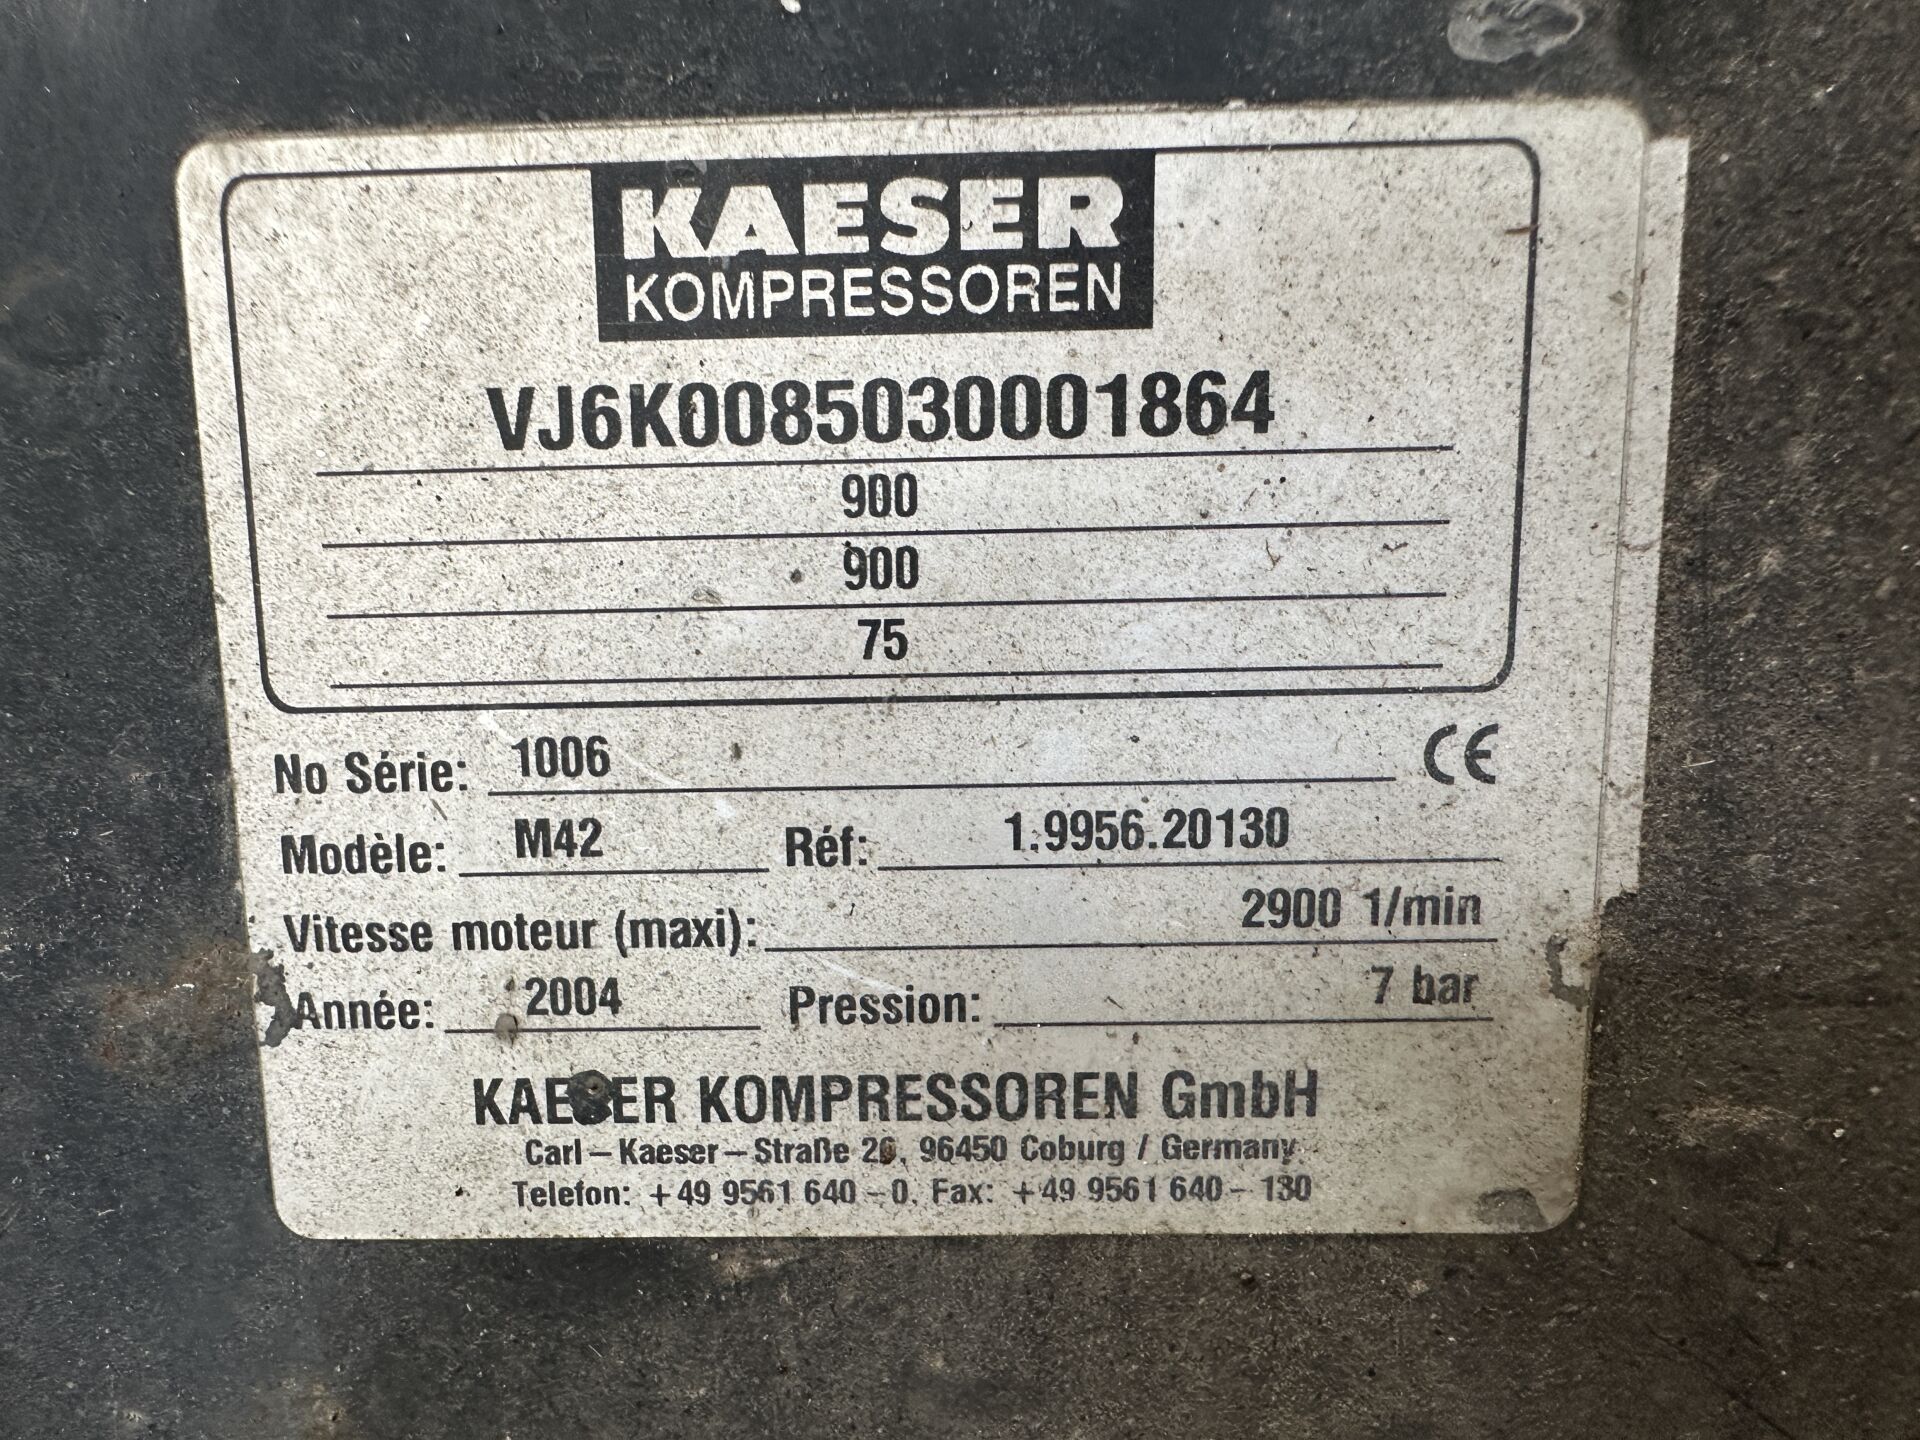 KAESER
KOMPRESSOREN
VJ6K0085030001864
900
900
75
No Série: 1006 CE
Modèle: M42 Réf: 1.9956.20130
Vitesse moteur (maxi): 2900 1/min
Année: 2004 Pression: 7 bar
KAESER KOMPRESSOREN GmbH
Carl–Kaeser–Straße 26, 96450 Coburg / Germany
Telefon: +49 9561 640–0, Fax: +49 9561 640–130